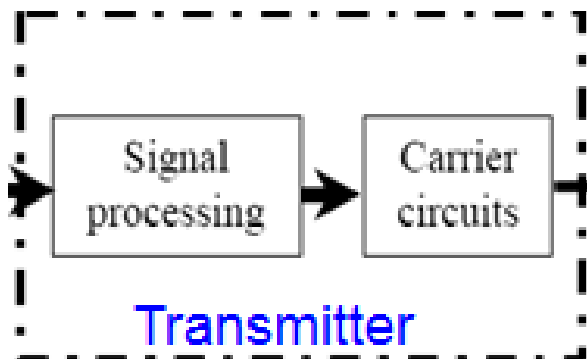 Signal
processing
Carrier
circuits
Transmitter